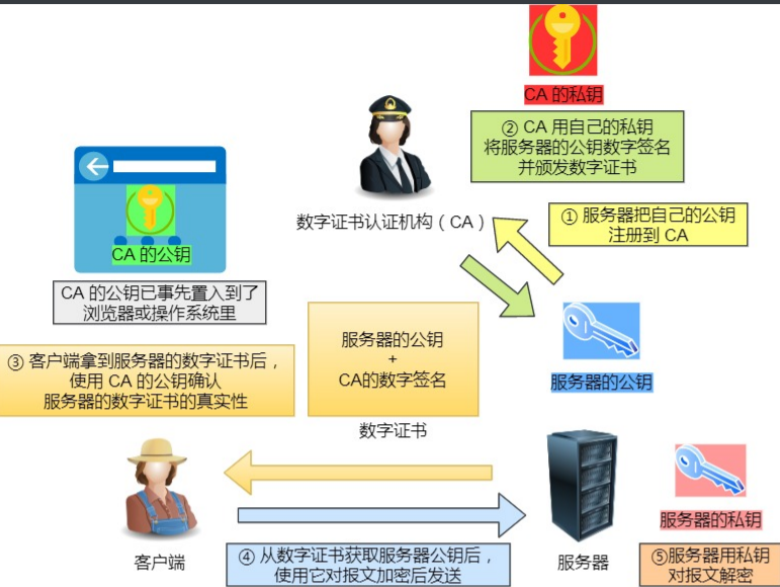 CA 的私钥
② CA 用自己的私钥
将服务器的公钥数字签名
并颁发数字证书
数字证书认证机构（CA）
① 服务器把自己的公钥
注册到 CA
CA 的公钥
CA 的公钥已事先置入到了
浏览器或操作系统里
服务器的公钥
+
CA的数字签名
数字证书
服务器的公钥
③ 客户端拿到服务器的数字证书后，
使用 CA 的公钥确认
服务器的数字证书的真实性
客户端
④ 从数字证书获取服务器公钥后，
使用它对报文加密后发送
服务器
服务器的私钥
⑤服务器用私钥
对报文解密